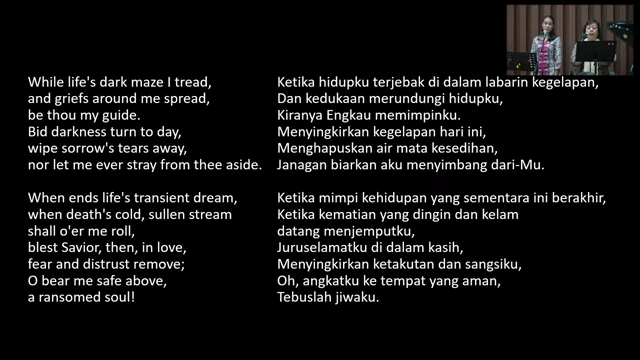 While life's dark maze I tread,
and griefs around me spread,
be thou my guide.
Bid darkness turn to day,
wipe sorrow's tears away,
nor let me ever stray from thee aside.
When ends life's transient dream,
when death's cold, sullen stream
shall o'er me roll,
blest Savior, then, in love,
fear and distrust remove;
O bear me safe above,
a ransomed soul!
Ketika hidupku terjebak di dalam labarin kegelapan,
Dan kedukaan merundungi hidupku,
Kiranya Engkau memimpinku.
Menyingkirkan kegelapan hari ini,
Menghapuskan air mata kesedihan,
Janagan biarkan aku menyimbang dari-Mu.
Ketika mimpi kehidupan yang sementara ini berakhir,
Ketika kematian yang dingin dan kelam
datang menjemputku,
Juruselamatku di dalam kasih,
Menyingkirkan ketakutan dan sangsiku,
Oh, angkatku ke tempat yang aman,
Tebuslah jiwaku.